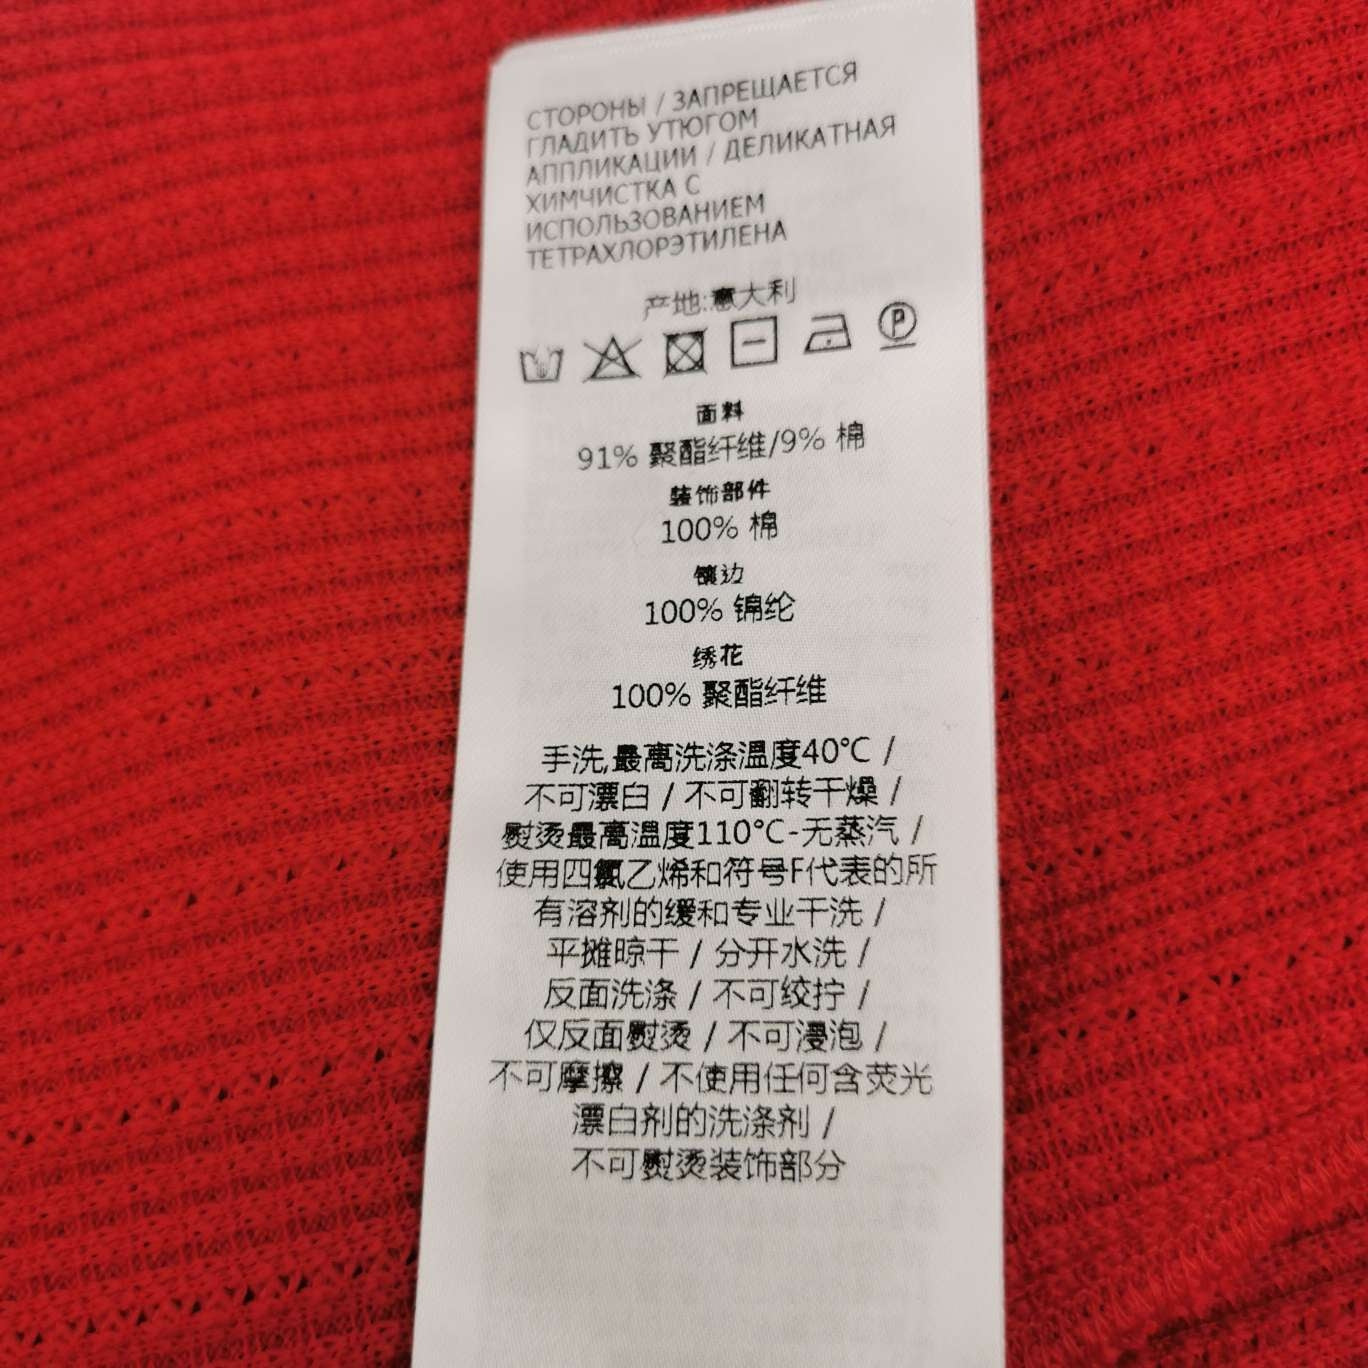 СТОРОНЫ / ЗАПРЕЩАЕТСЯ
ГЛАДИТЬ УТЮГОМ
АППЛИКАЦИИ / ДЕЛИКАТНАЯ
ХИМЧИСТКА С
ИСПОЛЬЗОВАНИЕМ
ТЕТРАХЛОРЭТИЛЕНА
产地:意大利
P
面料
91% 聚酯纤维/9% 棉
装饰部件
100% 棉
镶边
100% 锦纶
绣花
100% 聚酯纤维
手洗,最高洗涤温度40°C /
不可漂白 / 不可翻转干燥 /
熨烫最高温度110°C-无蒸汽 /
使用四氯乙烯和符号F代表的所
有溶剂的缓和专业干洗 /
平摊晾干 / 分开水洗 /
反面洗涤 / 不可绞拧 /
仅反面熨烫 / 不可浸泡 /
不可摩擦 / 不使用任何含荧光
漂白剂的洗涤剂 /
不可熨烫装饰部分